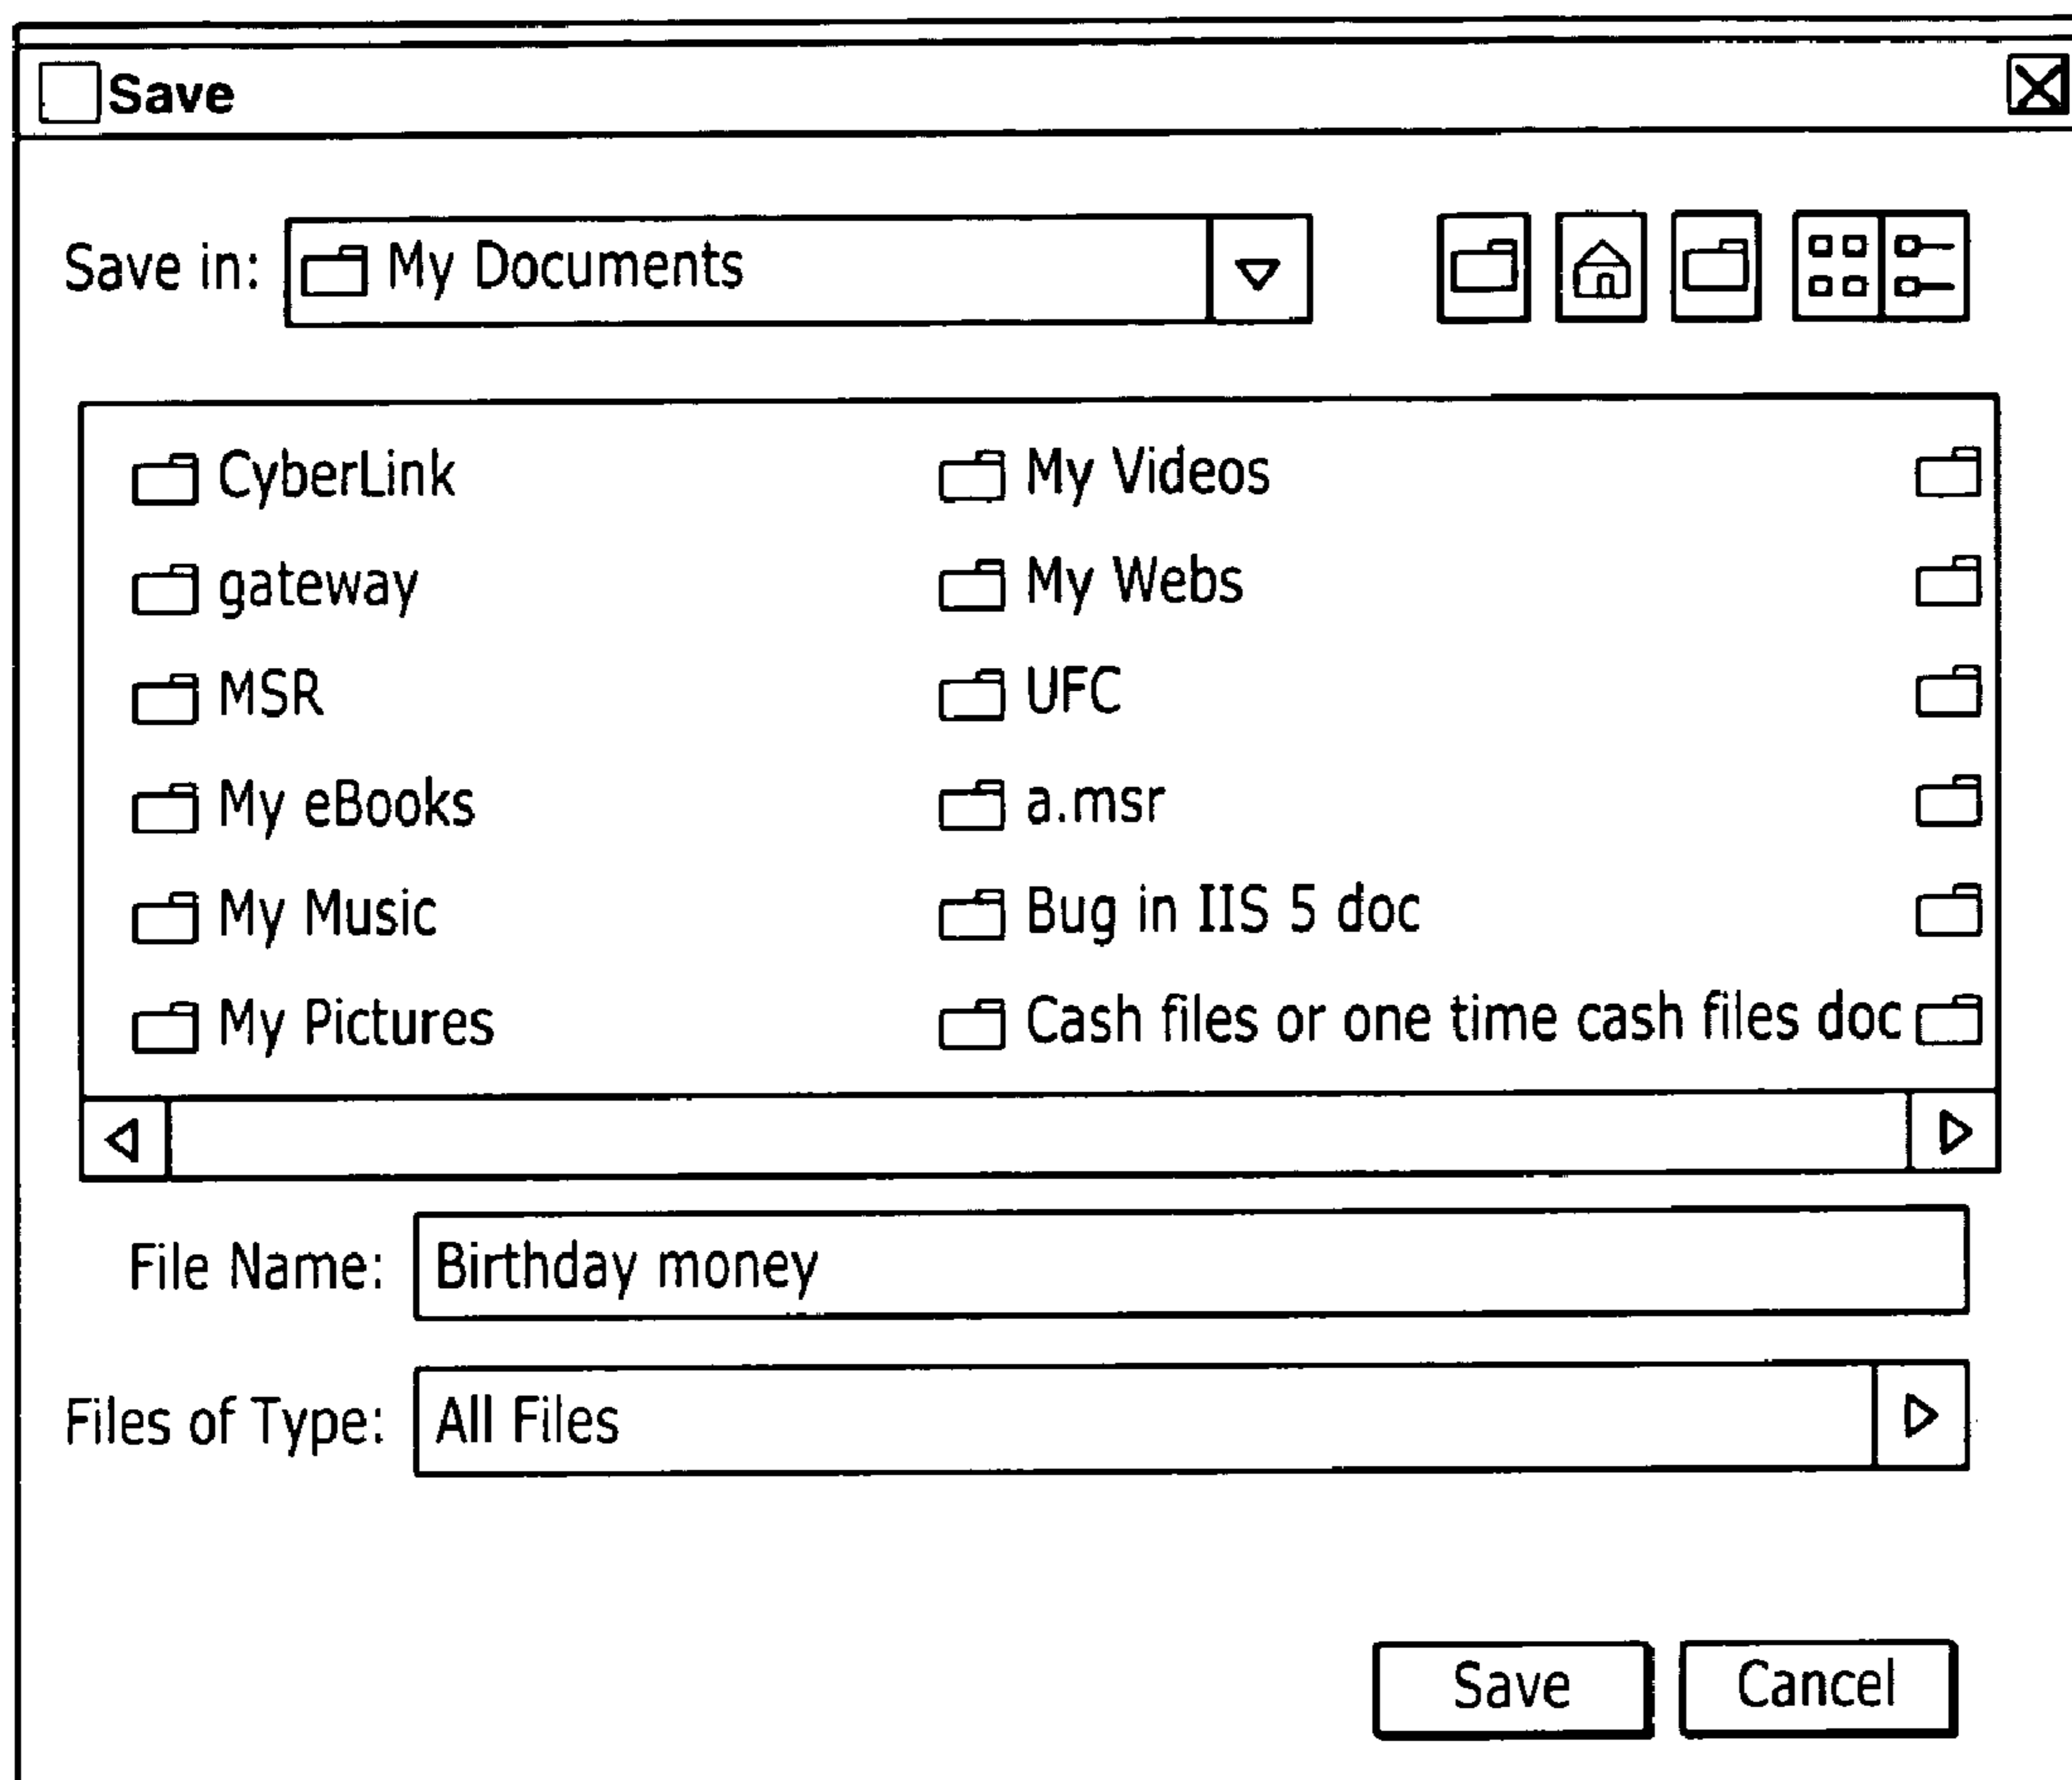 Save
Save in: My Documents
CyberLink
gateway
MSR
My eBooks
My Music
My Pictures
My Videos
My Webs
UFC
a.msr
Bug in IIS 5 doc
Cash files or one time cash files doc
File Name: Birthday money
Files of Type: All Files
Save Cancel